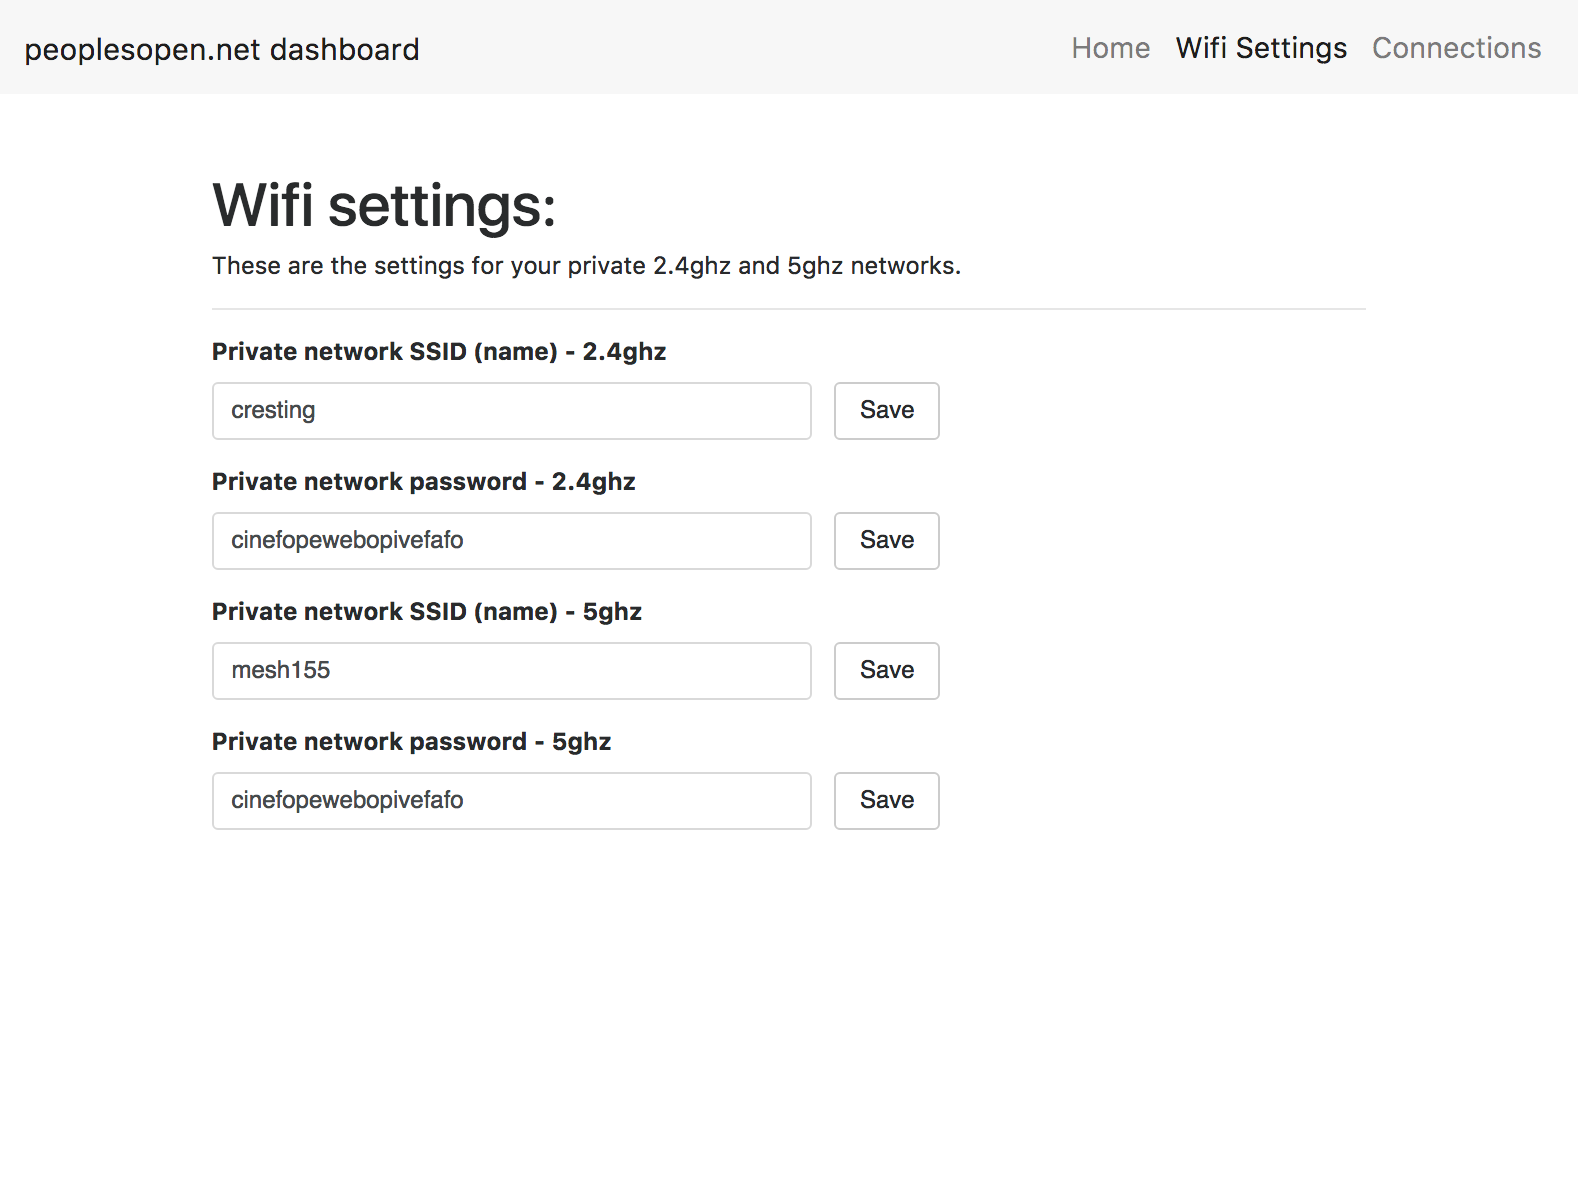 peoplesopen.net dashboard
Home Wifi Settings Connections
Wifi settings:
These are the settings for your private 2.4ghz and 5ghz networks.
Private network SSID (name) - 2.4ghz
cresting Save
Private network password - 2.4ghz
cinefopewebopivefafo Save
Private network SSID (name) - 5ghz
mesh155 Save
Private network password - 5ghz
cinefopewebopivefafo Save